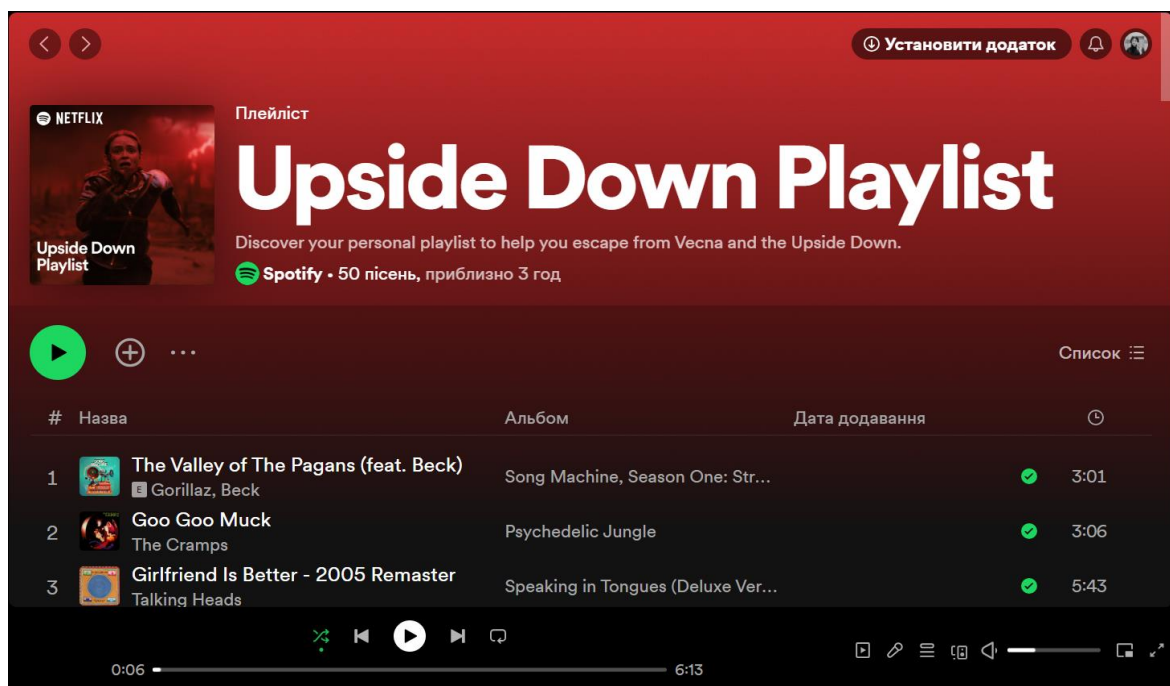 Установити додаток
NETFLIX
Upside Down
Playlist
Плейліст
Upside Down Playlist
Discover your personal playlist to help you escape from Vecna and the Upside Down.
Spotify • 50 пісень, приблизно 3 год
Список
# Назва Альбом Дата додавання
1 The Valley of The Pagans (feat. Beck) Song Machine, Season One: Str... 3:01
E Gorillaz, Beck
2 Goo Goo Muck Psychedelic Jungle 3:06
The Cramps
3 Girlfriend Is Better - 2005 Remaster Speaking in Tongues (Deluxe Ver... 5:43
Talking Heads
0:06 6:13